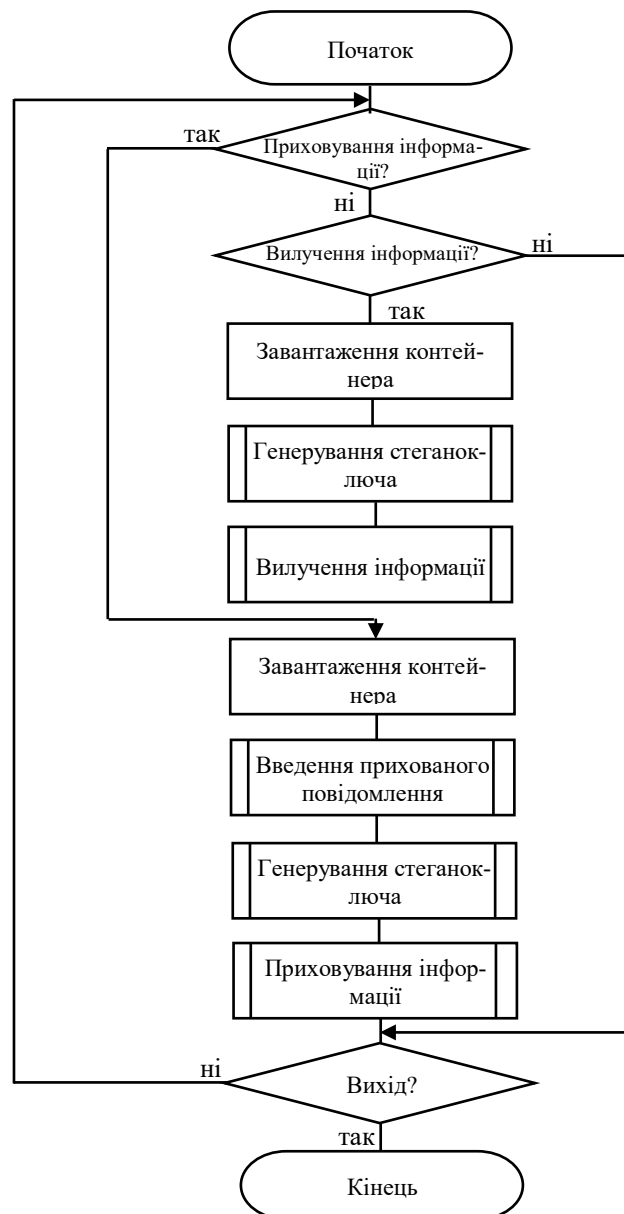 Початок
так
Приховування інформа-
ції?
ні
Вилучення інформації?
ні
так
Завантаження контей-
нера
Генерування стеганок-
люча
Вилучення інформації
Завантаження контей-
нера
Введення прихованого
повідомлення
Генерування стеганок-
люча
Приховування інфор-
мації
ні
Вихід?
так
Кінець